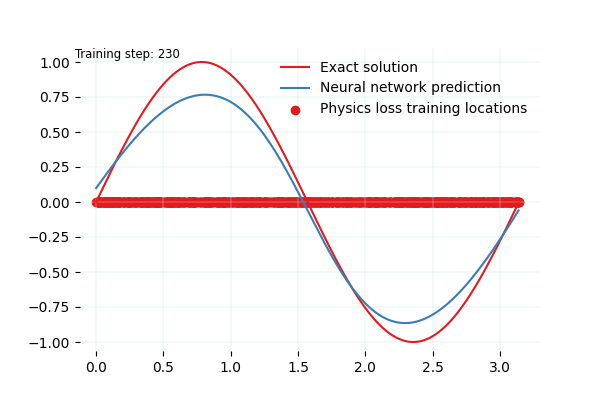 Training step: 230
Exact solution
Neural network prediction
Physics loss training locations
1.00
0.75
0.50
0.25
0.00
−0.25
−0.50
−0.75
−1.00
0.0 0.5 1.0 1.5 2.0 2.5 3.0